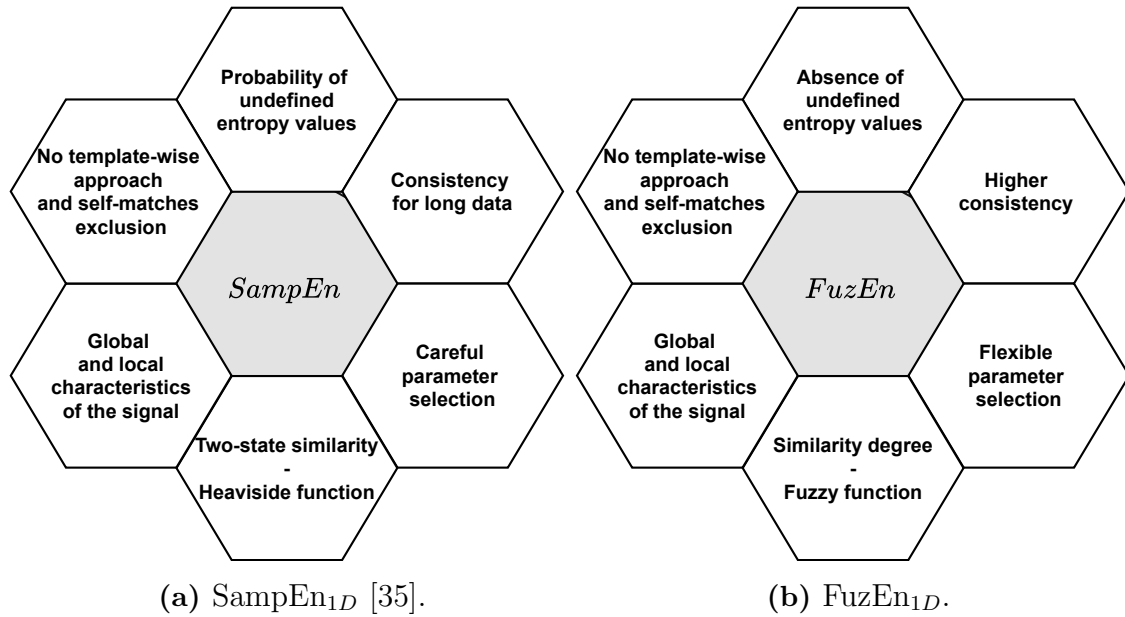 Probability of
undefined
entropy values
No template-wise
approach
and self-matches
exclusion
Consistency
for long data
SampEn
Global
and local
characteristics
of the signal
Careful
parameter
selection
Two-state similarity
-
Heaviside function
(a) SampEn1D [35].
Absence of
undefined
entropy values
No template-wise
approach
and self-matches
exclusion
Higher
consistency
FuzEn
Global
and local
characteristics
of the signal
Flexible
parameter
selection
Similarity degree
-
Fuzzy function
(b) FuzEn1D.